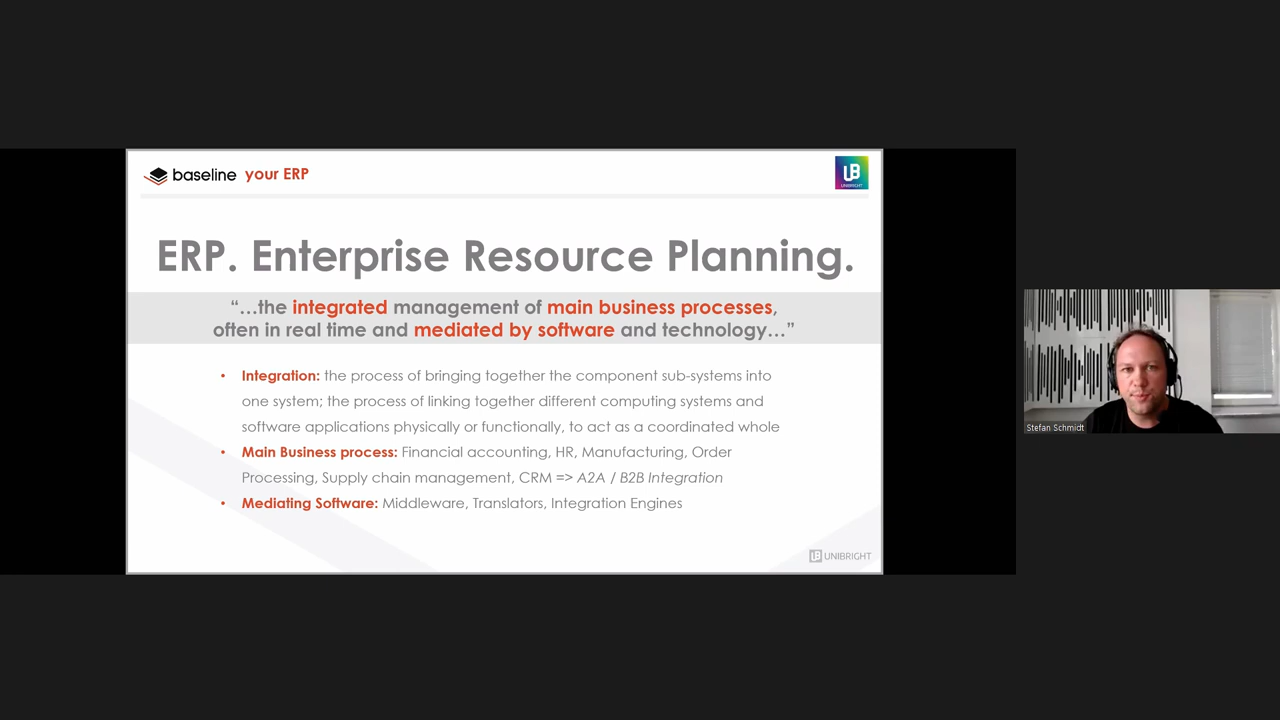 baseline your ERP
UB
UNIBRIGHT
ERP. Enterprise Resource Planning.
“…the integrated management of main business processes,
often in real time and mediated by software and technology…”
• Integration: the process of bringing together the component sub-systems into
one system; the process of linking together different computing systems and
software applications physically or functionally, to act as a coordinated whole
• Main Business process: Financial accounting, HR, Manufacturing, Order
Processing, Supply chain management, CRM => A2A / B2B Integration
• Mediating Software: Middleware, Translators, Integration Engines
UB UNIBRIGHT
Stefan Schmidt